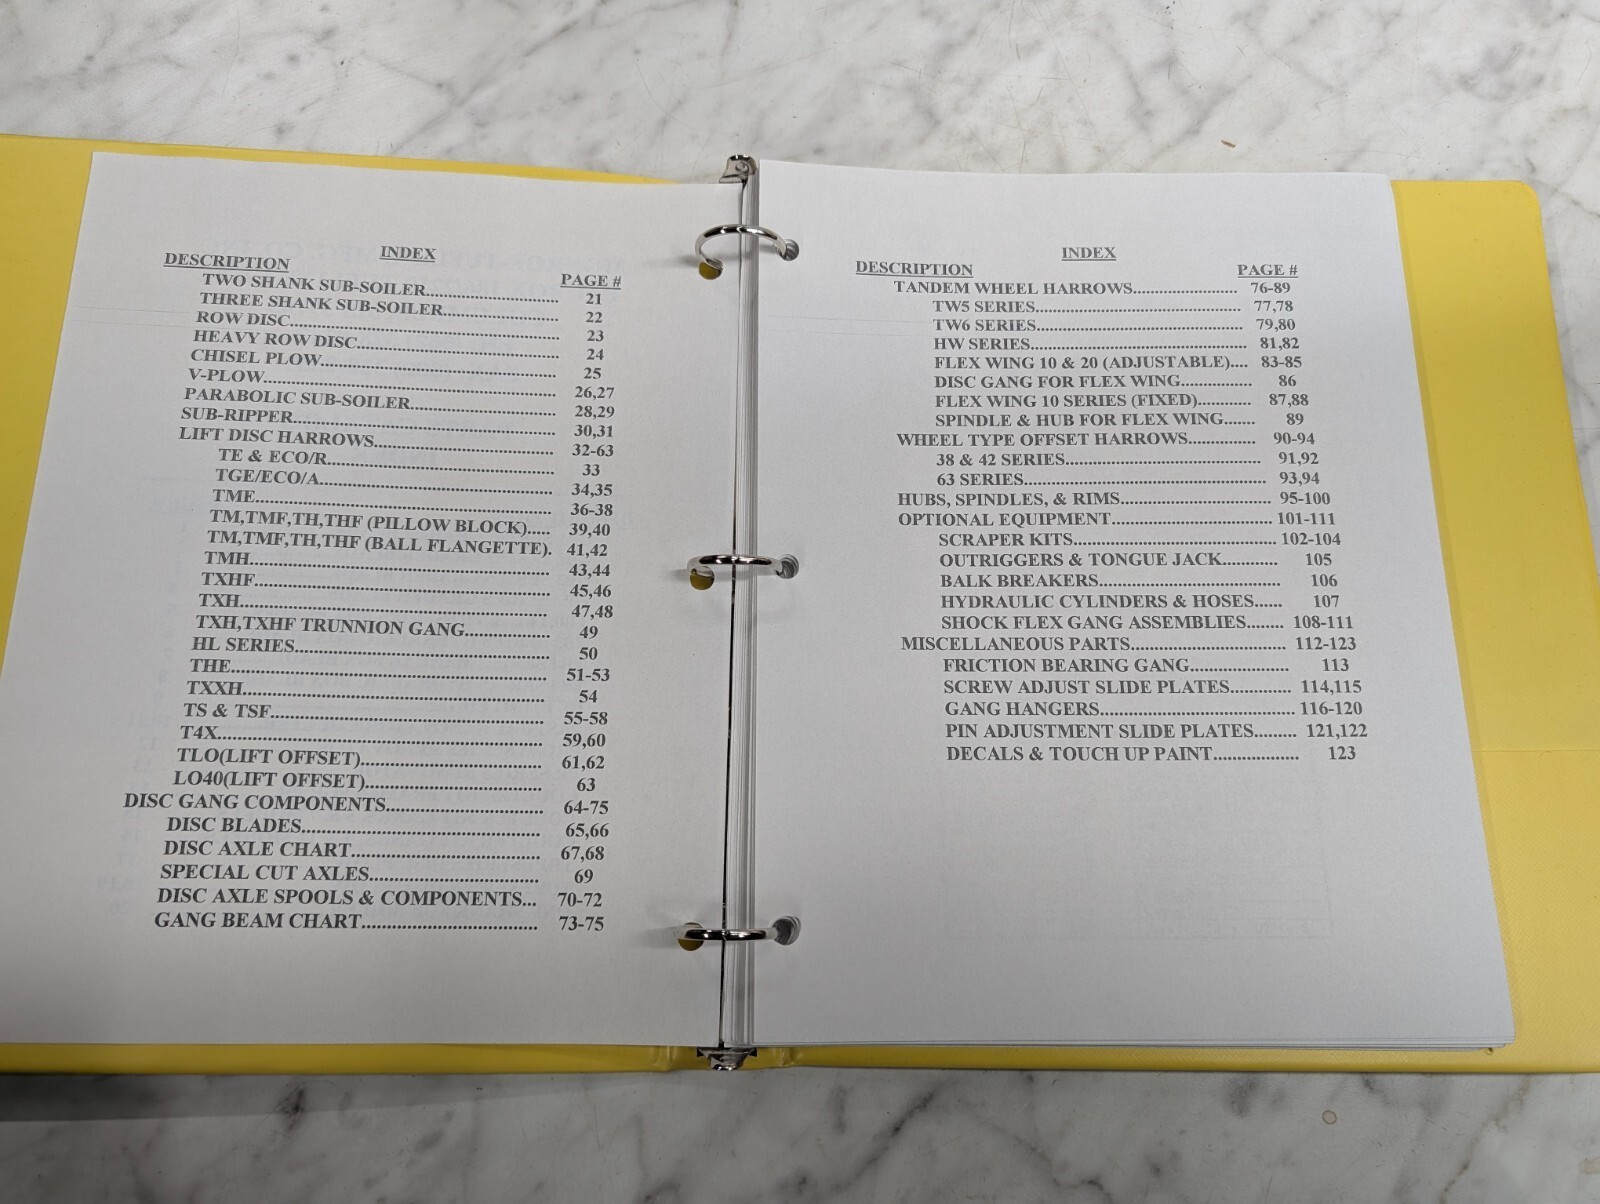 INDEX
DESCRIPTION PAGE #
TWO SHANK SUB-SOILER.............................. 21
THREE SHANK SUB-SOILER.......................... 22
ROW DISC............................................................. 23
HEAVY ROW DISC.............................................. 24
CHISEL PLOW...................................................... 25
V-PLOW................................................................. 26,27
PARABOLIC SUB-SOILER................................. 28,29
SUB-RIPPER.......................................................... 30,31
LIFT DISC HARROWS......................................... 32-63
TE & ECO/R.................................................... 33
TGE/ECO/A..................................................... 34,35
TME................................................................... 36-38
TM,TMF,TH,THF (PILLOW BLOCK)..... 39,40
TM,TMF,TH,THF (BALL FLANGETTE). 41,42
TMH................................................................... 43,44
TXHF................................................................. 45,46
TXH.................................................................... 47,48
TXH,TXHF TRUNNION GANG................... 49
HL SERIES........................................................ 50
THE..................................................................... 51-53
TXXH.................................................................. 54
TS & TSF............................................................ 55-58
T4X....................................................................... 59,60
TLO(LIFT OFFSET)......................................... 61,62
LO40(LIFT OFFSET)........................................ 63
DISC GANG COMPONENTS................................... 64-75
DISC BLADES..................................................... 65,66
DISC AXLE CHART.......................................... 67,68
SPECIAL CUT AXLES....................................... 69
DISC AXLE SPOOLS & COMPONENTS... 70-72
GANG BEAM CHART....................................... 73-75
INDEX
DESCRIPTION PAGE #
TANDEM WHEEL HARROWS........................ 76-89
TW5 SERIES.............................................. 77,78
TW6 SERIES.............................................. 79,80
HW SERIES............................................... 81,82
FLEX WING 10 & 20 (ADJUSTABLE).... 83-85
DISC GANG FOR FLEX WING................ 86
FLEX WING 10 SERIES (FIXED)............ 87,88
SPINDLE & HUB FOR FLEX WING....... 89
WHEEL TYPE OFFSET HARROWS............... 90-94
38 & 42 SERIES........................................... 91,92
63 SERIES.................................................... 93,94
HUBS, SPINDLES, & RIMS.................................. 95-100
OPTIONAL EQUIPMENT.................................... 101-111
SCRAPER KITS........................................... 102-104
OUTRIGGERS & TONGUE JACK............ 105
BALK BREAKERS....................................... 106
HYDRAULIC CYLINDERS & HOSES...... 107
SHOCK FLEX GANG ASSEMBLIES........ 108-111
MISCELLANEOUS PARTS.................................. 112-123
FRICTION BEARING GANG..................... 113
SCREW ADJUST SLIDE PLATES............. 114,115
GANG HANGERS.......................................... 116-120
PIN ADJUSTMENT SLIDE PLATES......... 121,122
DECALS & TOUCH UP PAINT.................. 123